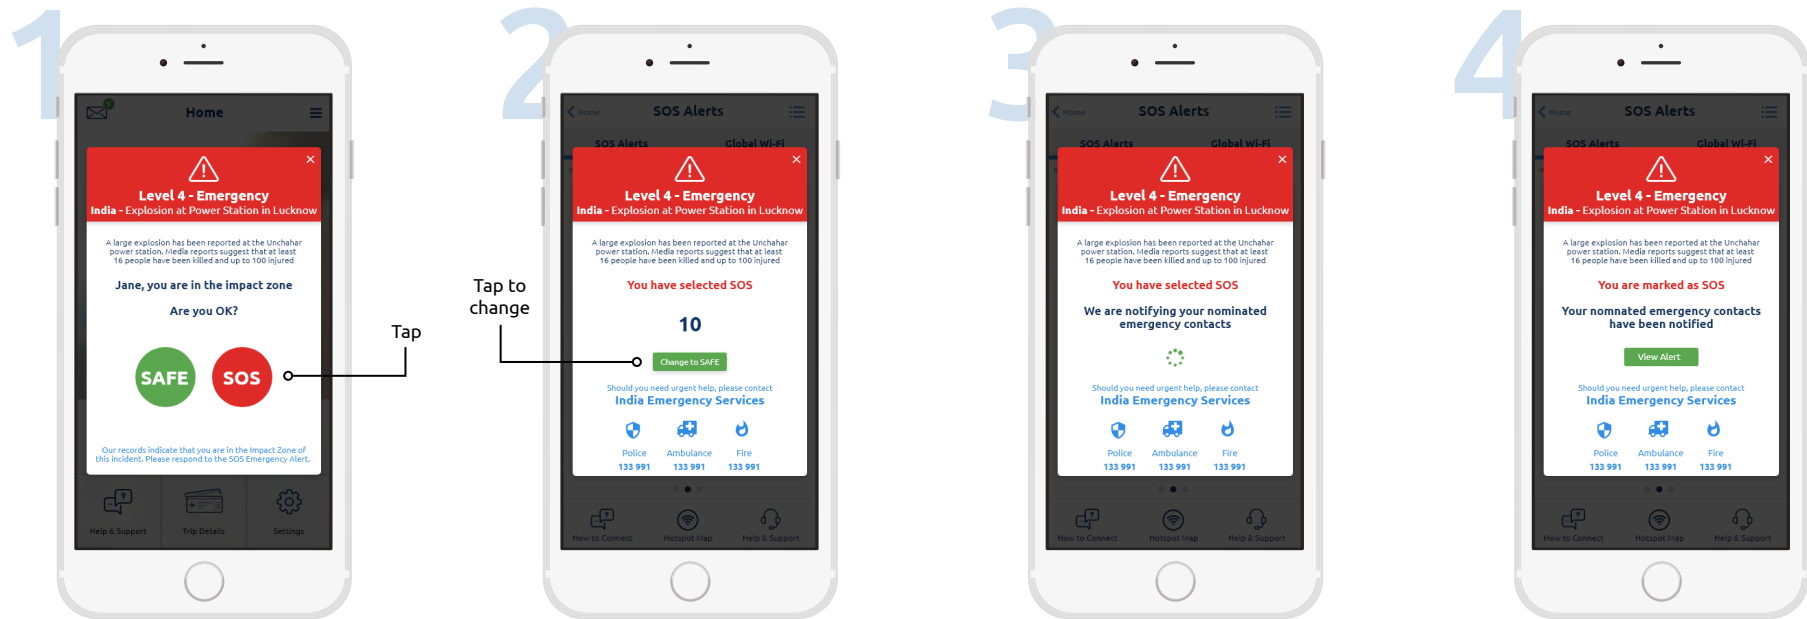 1
1
Home
Level 4 - Emergency
India - Explosion at Power Station in Lucknow
A large explosion has been reported at the Unchahar
power station. Media reports suggest that at least
16 people have been killed and up to 100 injured
Jane, you are in the impact zone
Are you OK?
SAFE SOS
Our records indicate that you are in the Impact Zone of
this incident. Please respond to the SOS Emergency Alert.
Help & Support Trip Details Settings
Tap
2
Home SOS Alerts
SOS Alerts Global Wi-Fi
Level 4 - Emergency
India - Explosion at Power Station in Lucknow
A large explosion has been reported at the Unchahar
power station. Media reports suggest that at least
16 people have been killed and up to 100 injured
You have selected SOS
10
Tap to
change
Change to SAFE
Should you need urgent help, please contact
India Emergency Services
Police Ambulance Fire
133 991 133 991 133 991
How to Connect Hotspot Map Help & Support
3
Home SOS Alerts
SOS Alerts Global Wi-Fi
Level 4 - Emergency
India - Explosion at Power Station in Lucknow
A large explosion has been reported at the Unchahar
power station. Media reports suggest that at least
16 people have been killed and up to 100 injured
You have selected SOS
We are notifying your nominated
emergency contacts
Should you need urgent help, please contact
India Emergency Services
Police Ambulance Fire
133 991 133 991 133 991
How to Connect Hotspot Map Help & Support
4
Home SOS Alerts
SOS Alerts Global Wi-Fi
Level 4 - Emergency
India - Explosion at Power Station in Lucknow
A large explosion has been reported at the Unchahar
power station. Media reports suggest that at least
16 people have been killed and up to 100 injured
You are marked as SOS
Your nomnated emergency contacts
have been notified
View Alert
Should you need urgent help, please contact
India Emergency Services
Police Ambulance Fire
133 991 133 991 133 991
How to Connect Hotspot Map Help & Support